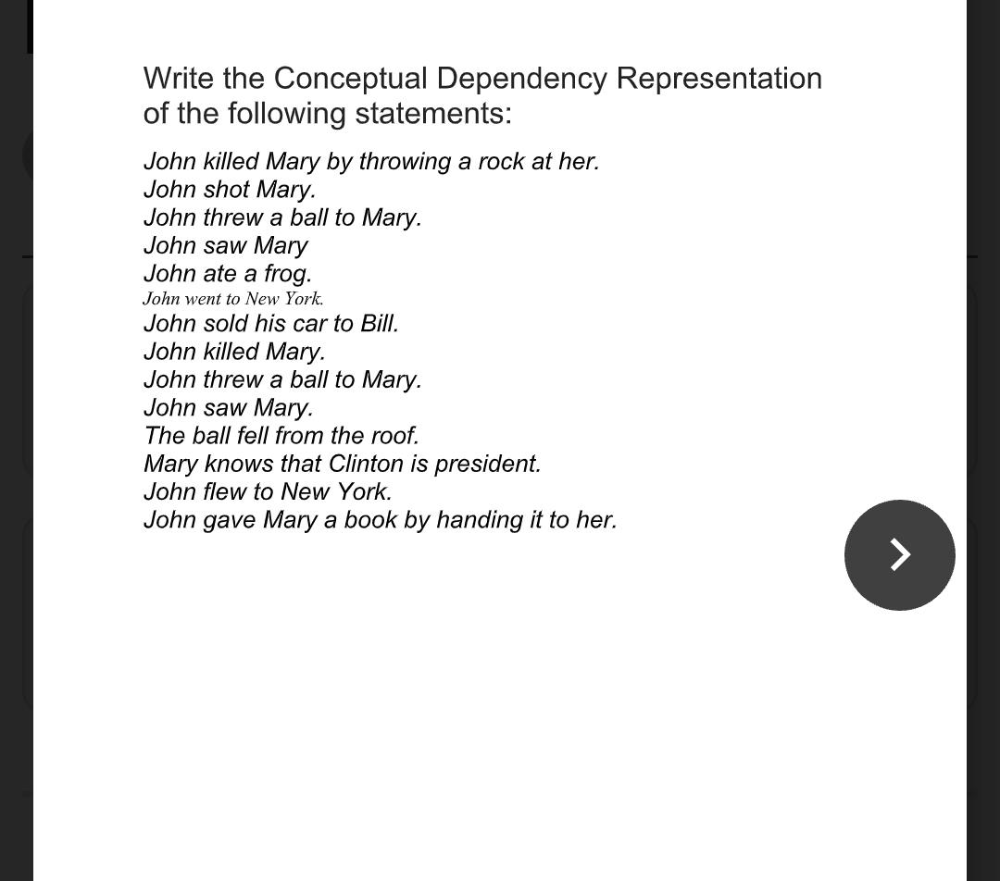 Write the Conceptual Dependency Representation
of the following statements:
John killed Mary by throwing a rock at her.
John shot Mary.
John threw a ball to Mary.
John saw Mary
John ate a frog.
John went to New York.
John sold his car to Bill.
John killed Mary.
John threw a ball to Mary.
John saw Mary.
The ball fell from the roof.
Mary knows that Clinton is president.
John flew to New York.
John gave Mary a book by handing it to her.